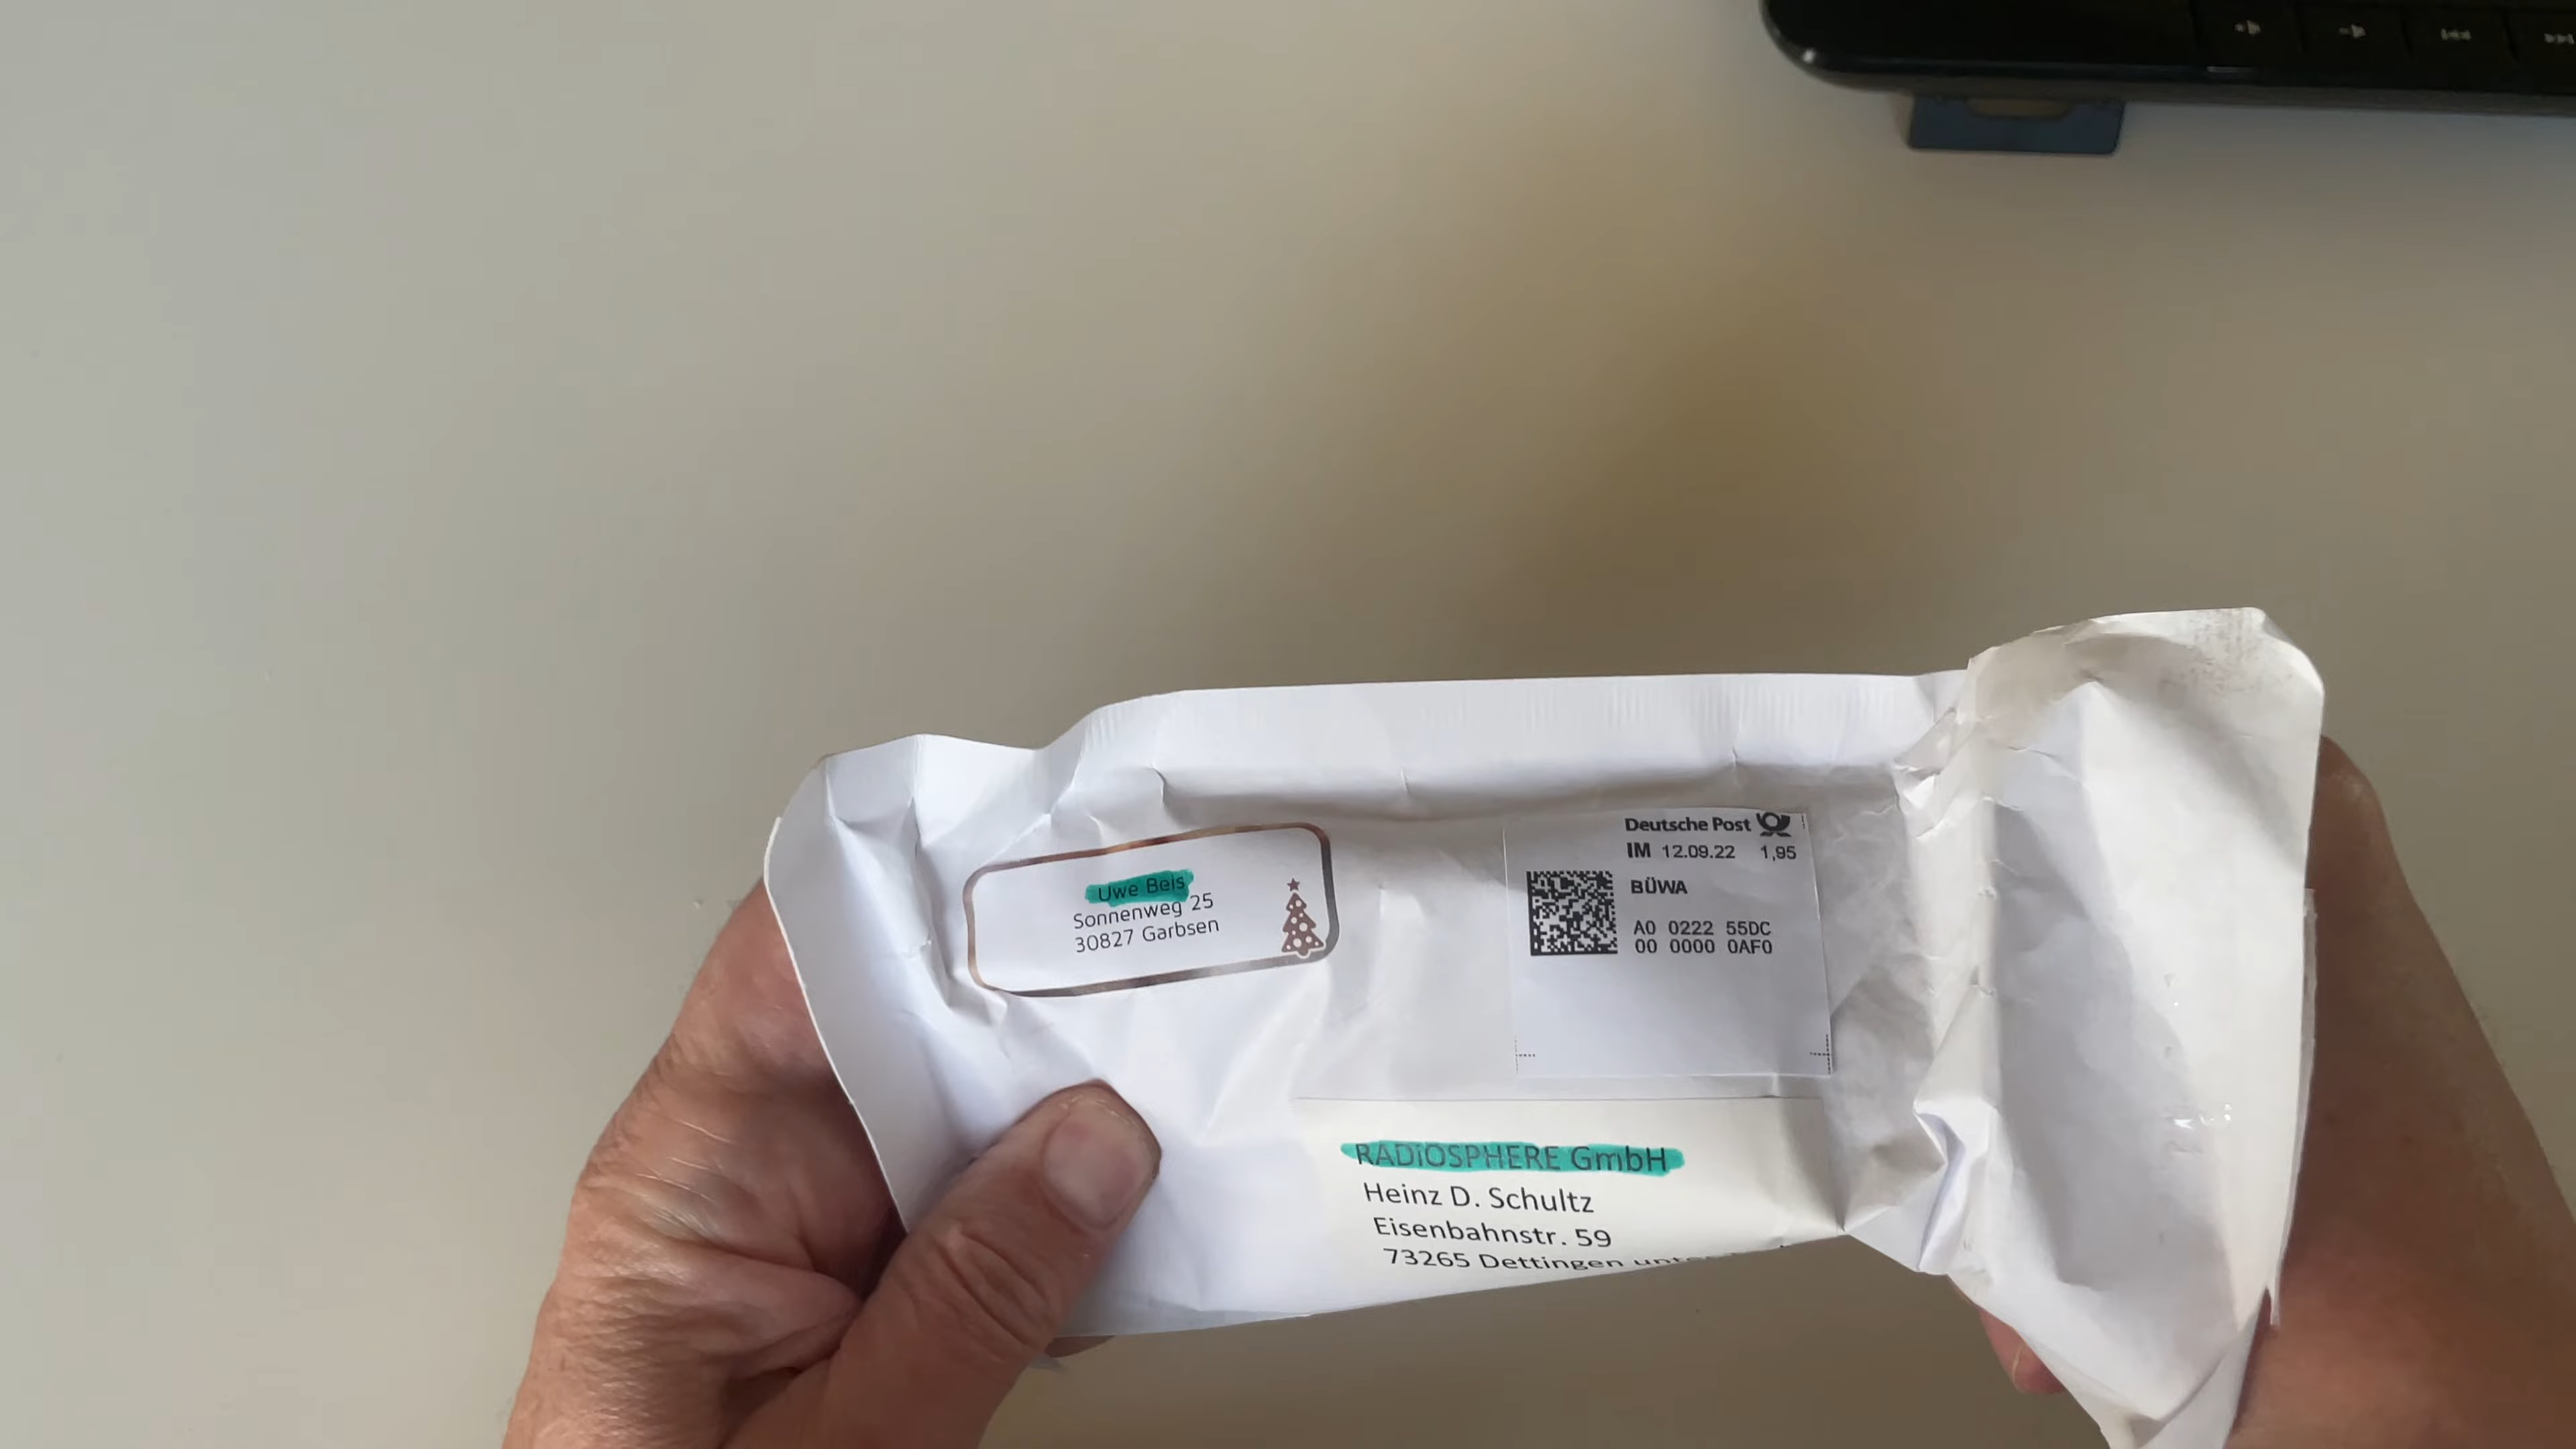 Uwe Beis
Sonnenweg 25
30827 Garbsen
Deutsche Post
IM 12.09.22 1,95
BÜWA
A0 0222 55DC
00 0000 0AF0
RADiOSPHERE GmbH
Heinz D. Schultz
Eisenbahnstr. 59
73265 Dettingen unter